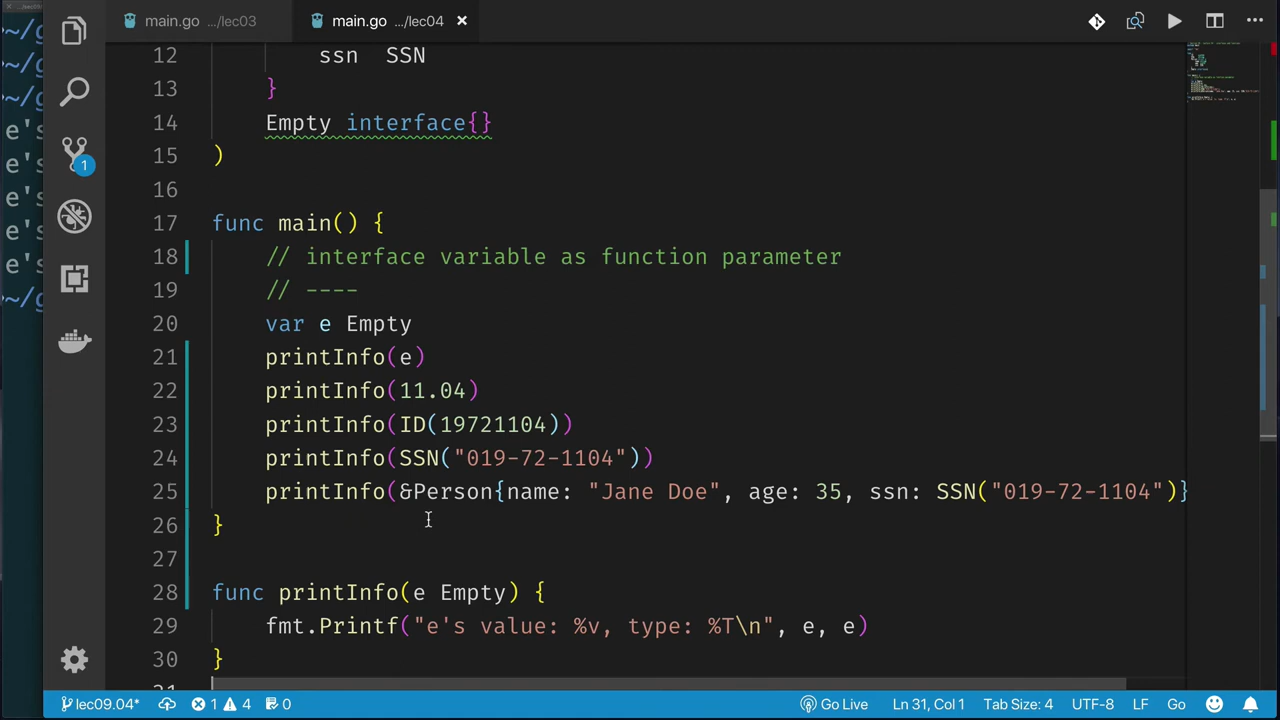 main.go .../lec03
main.go .../lec04
12 ssn SSN
13 }
14 Empty interface{}
15 )
16
17 func main() {
18 // interface variable as function parameter
19 // ----
20 var e Empty
21 printInfo(e)
22 printInfo(11.04)
23 printInfo(ID(19721104))
24 printInfo(SSN("019-72-1104"))
25 printInfo(&Person{name: "Jane Doe", age: 35, ssn: SSN("019-72-1104")}
26 }
27
28 func printInfo(e Empty) {
29 fmt.Printf("e's value: %v, type: %T\n", e, e)
30 }
~/g
~/g
~/g
e's
e's
e's
e's
e's
~/g
1
lec09.04* 1 4 0 Go Live Ln 31, Col 1 Tab Size: 4 UTF-8 LF Go